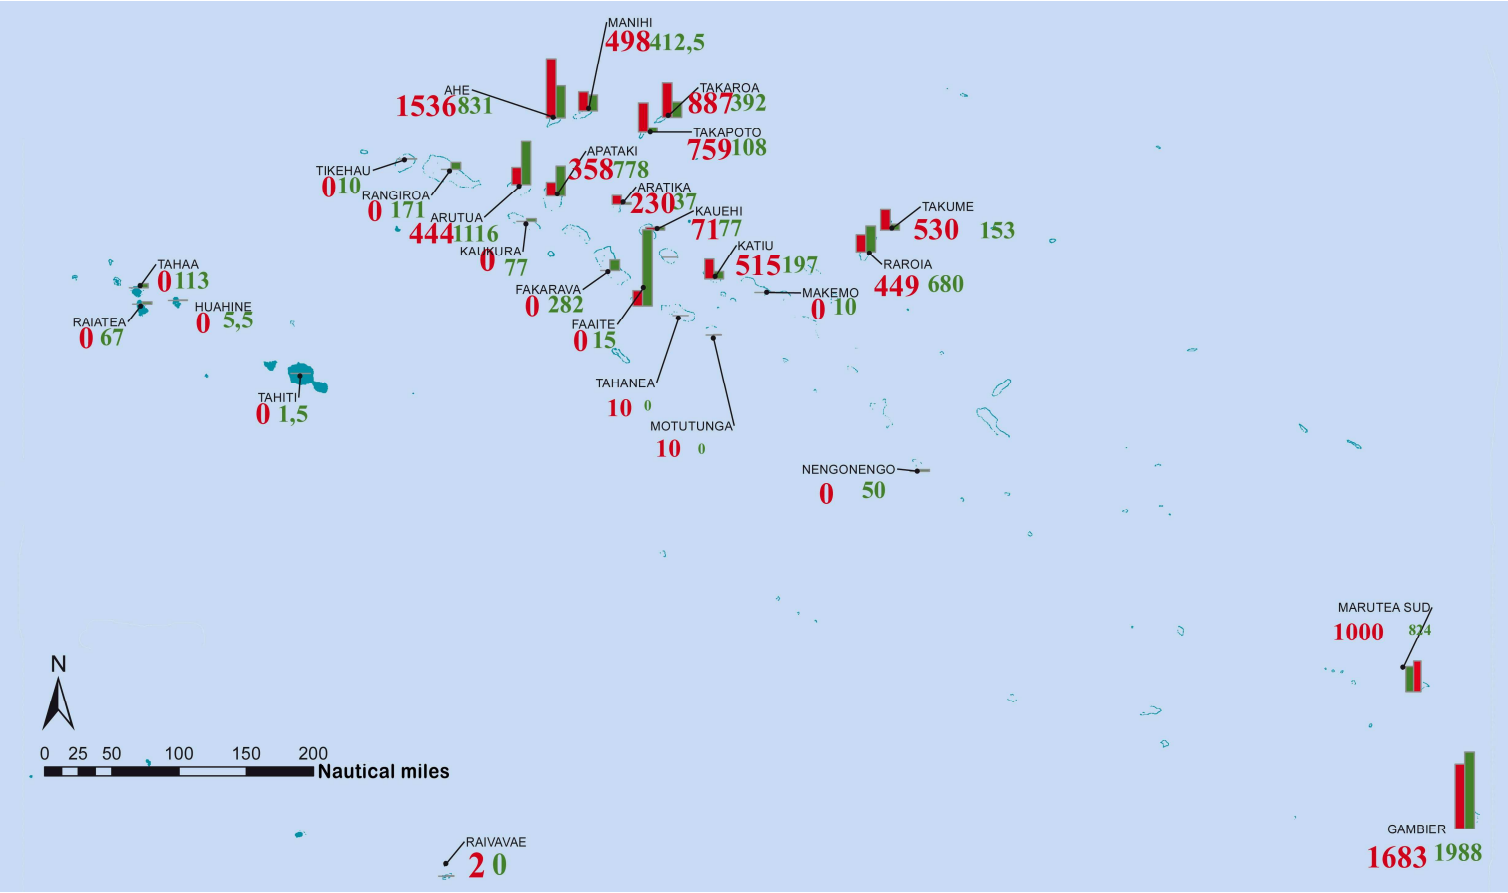 MANIHI
498 412,5
AHE
1536 831
TAKAROA
887 392
TAKAPOTO
759 108
APATAKI
358 778
TIKEHAU
0 10
RANGIROA
0 171
ARATIKA
230 37
ARUTUA
444 1116
KAUEHI
71 77
TAKUME
530 153
KAUKURA
0 77
KATIU
515 197
RAROIA
449 680
TAHAA
0 113
FAKARAVA
0 282
MAKEMO
0 10
HUAHINE
0 5,5
RAIATEA
0 67
FAAITE
0 15
TAHANEA
10 0
TAHITI
0 1,5
MOTUTUNGA
10 0
NENGONENGO
0 50
MARUTEA SUD
1000 824
N
0 25 50 100 150 200
Nautical miles
GAMBIER
1683 1988
RAIVAVAE
2 0